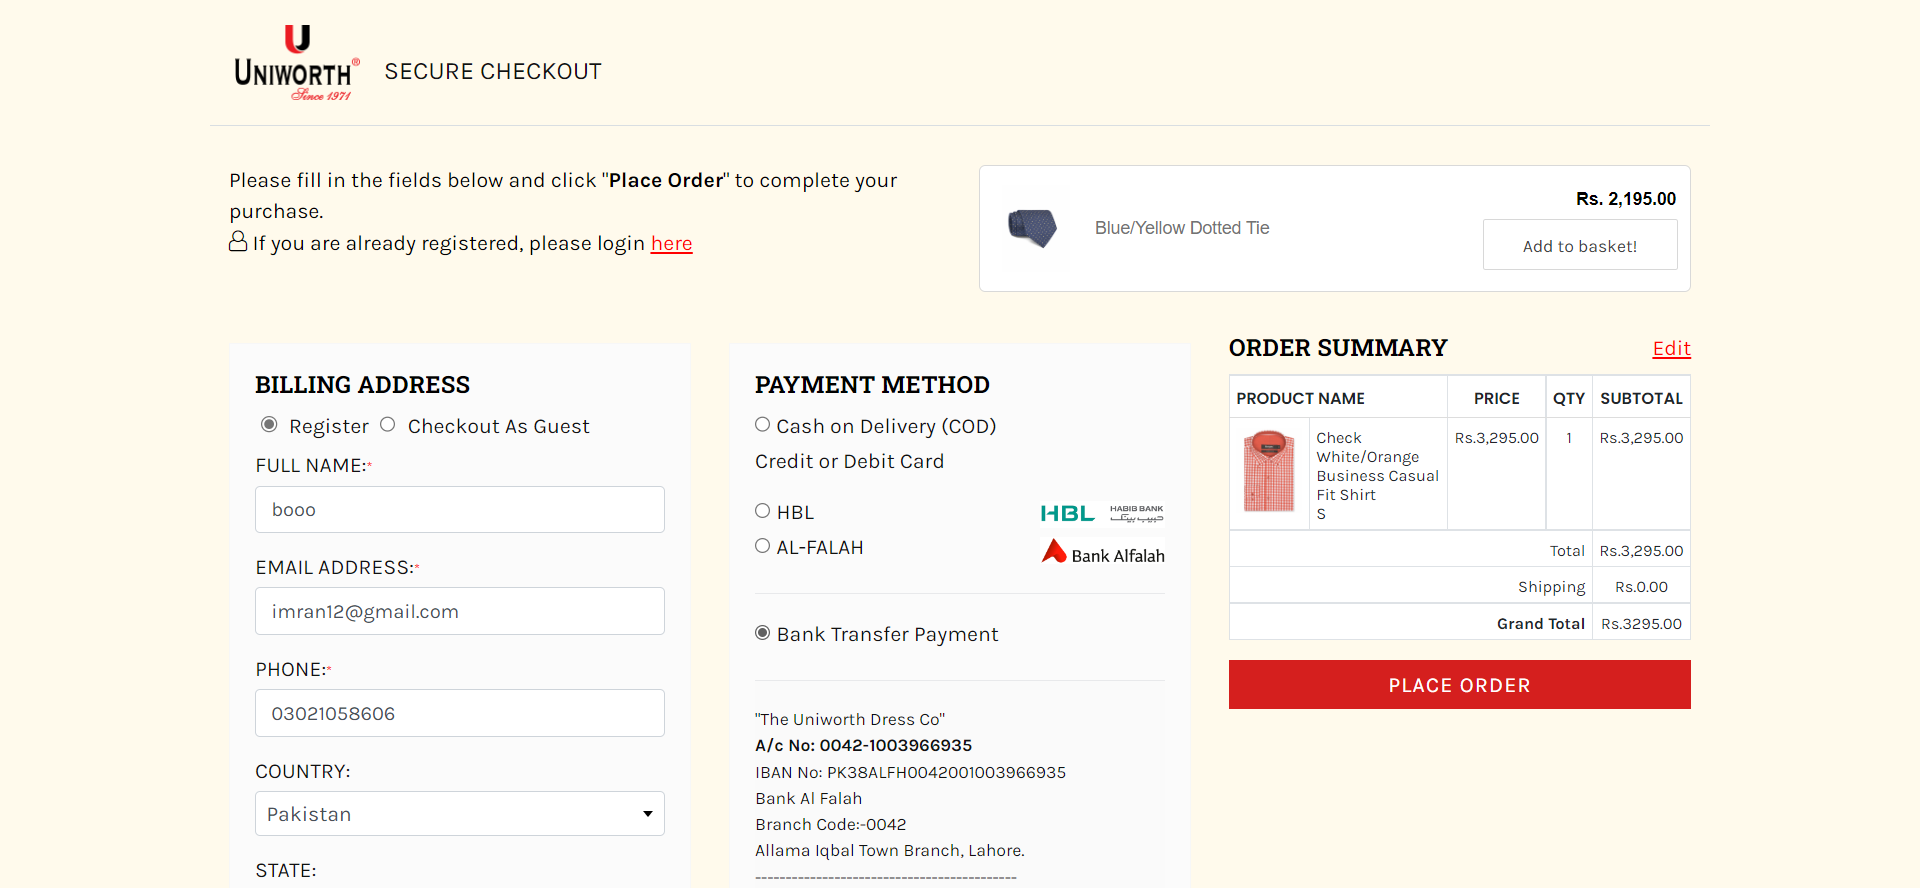 U
UNIWORTH®
Since 1971
SECURE CHECKOUT
Please fill in the fields below and click "Place Order" to complete your
purchase.
If you are already registered, please login here
Blue/Yellow Dotted Tie
Rs. 2,195.00
Add to basket!
BILLING ADDRESS
Register Checkout As Guest
FULL NAME:*
booo
EMAIL ADDRESS:*
imran12@gmail.com
PHONE:*
03021058606
COUNTRY:
Pakistan
STATE:
PAYMENT METHOD
Cash on Delivery (COD)
Credit or Debit Card
HBL
HBL HABIB BANK
حبیب بینک
AL-FALAH
Bank Alfalah
Bank Transfer Payment
"The Uniworth Dress Co"
A/c No: 0042-1003966935
IBAN No: PK38ALFH0042001003966935
Bank Al Falah
Branch Code:-0042
Allama Iqbal Town Branch, Lahore.
-------------------------------------------
ORDER SUMMARY Edit
PRODUCT NAME PRICE QTY SUBTOTAL
Check Rs.3,295.00 1 Rs.3,295.00
White/Orange
Business Casual
Fit Shirt
S
Total Rs.3,295.00
Shipping Rs.0.00
Grand Total Rs.3295.00
PLACE ORDER